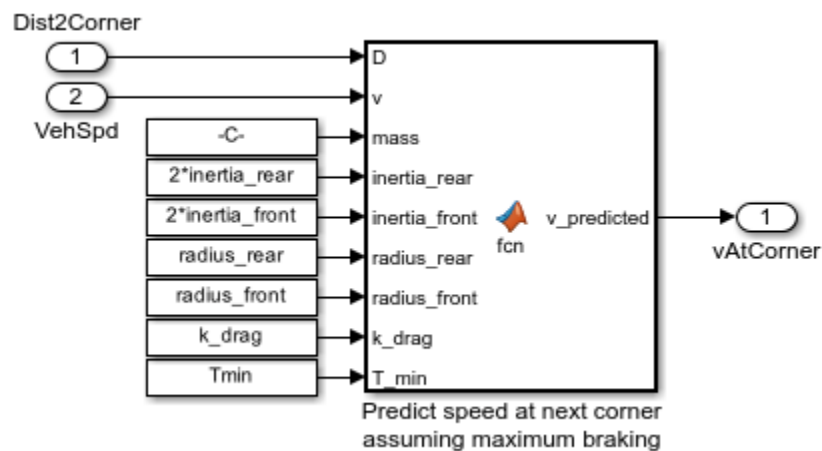 Dist2Corner
1
D
2
v
VehSpd
-C-
mass
2*inertia_rear
inertia_rear
2*inertia_front
inertia_front
fcn
v_predicted
1
vAtCorner
radius_rear
radius_rear
radius_front
radius_front
k_drag
k_drag
Tmin
T_min
Predict speed at next corner
assuming maximum braking